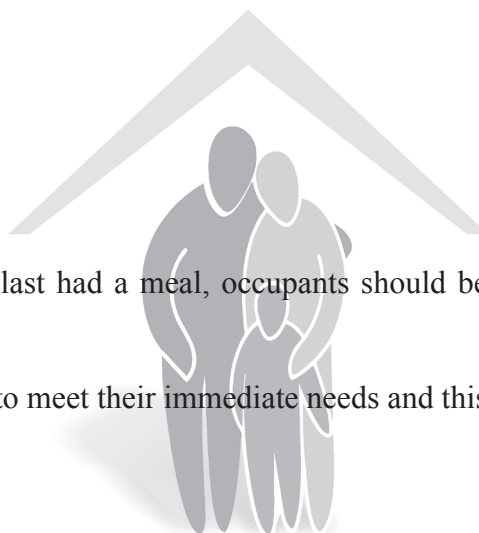 last had a meal, occupants should be
to meet their immediate needs and this